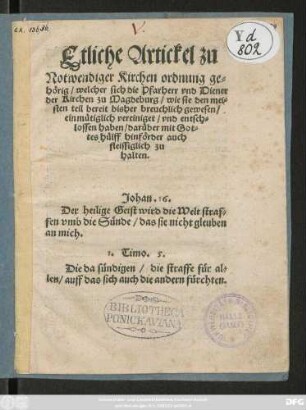 V.
Y d
802
Etliche Artickel zu
Notwendiger Kirchen ordnung ge-
hörig / welcher sich die Pfarherr vnd Diener
der Kirchen zu Magdeburg / wie sie den mei-
sten teil bereit bisher breuchlich gewesen /
einmütiglich vereiniget / vnd entsch-
lossen haben / darüber mit Got-
tes hülff hinförder auch
fleissiglich zu
halten.
Johan. 16.
Der heilige Geist wird die Welt straf-
fen vmb die Sünde / das sie nicht gleuben
an mich.
1. Timo. 5.
Die da sündigen / die straffe für al-
len / auff das sich auch die andern fürchten.
BIBLIOTHECA
PONICKAVIANA